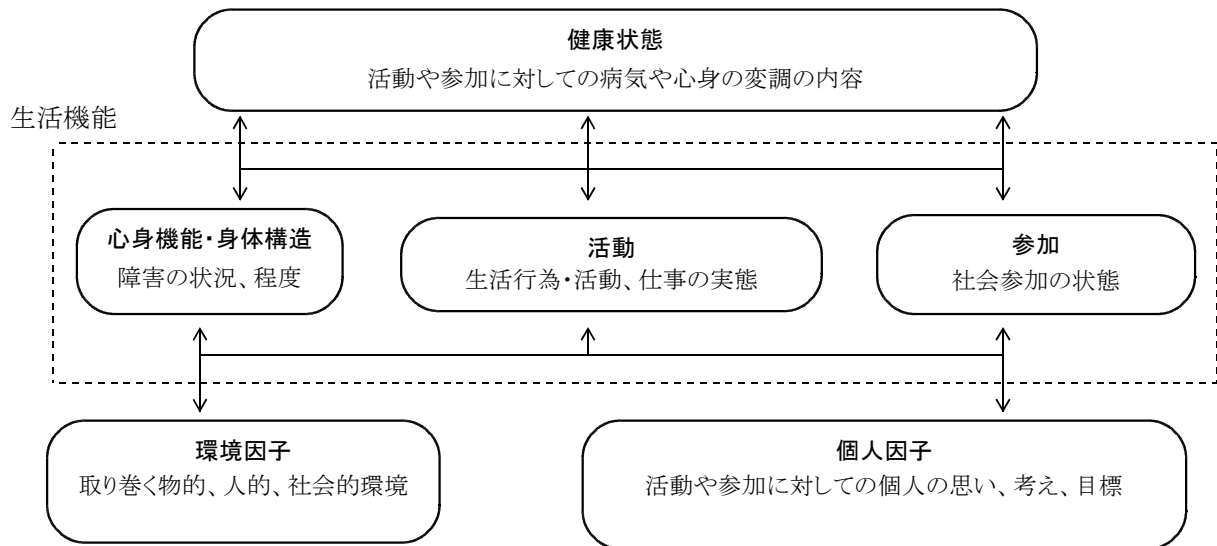 健康状態
活動や参加に対しての病気や心身の変調の内容
生活機能
心身機能・身体構造
障害の状況、程度
活動
生活行為・活動、仕事の実態
参加
社会参加の状態
環境因子
取り巻く物的、人的、社会的環境
個人因子
活動や参加に対しての個人の思い、考え、目標